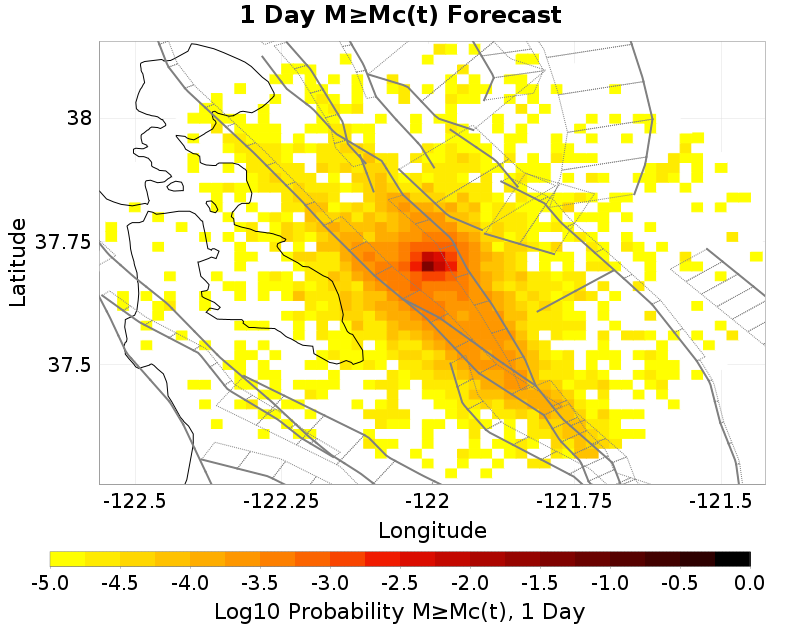 1 Day M≥Mc(t) Forecast
38
37.75
37.5
Latitude
-122.5 -122.25 -122 -121.75 -121.5
Longitude
-5.0 -4.5 -4.0 -3.5 -3.0 -2.5 -2.0 -1.5 -1.0 -0.5 0.0
Log10 Probability M≥Mc(t), 1 Day